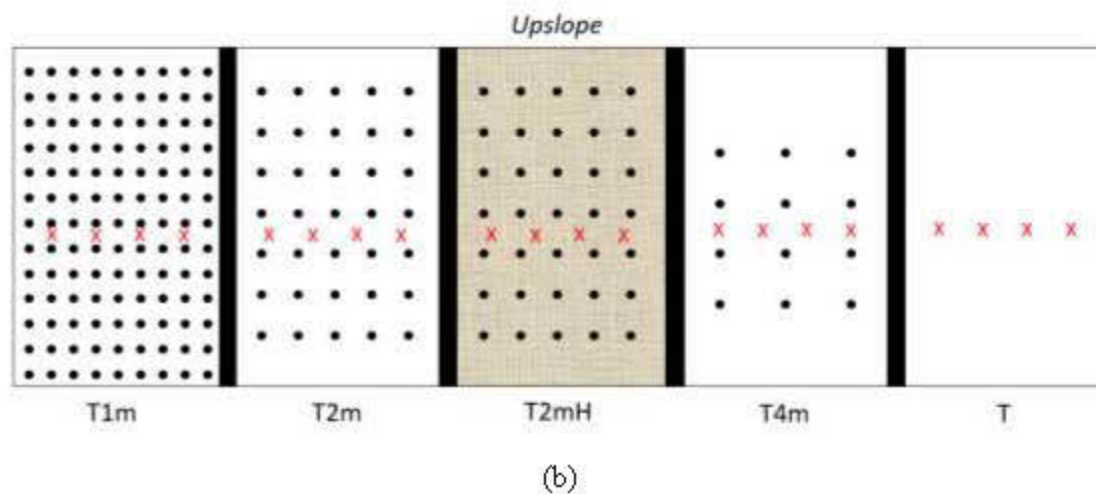 Upslope
X X X X X X X X X X X X X X X X X X X X
T1m T2m T2mH T4m T
(b)